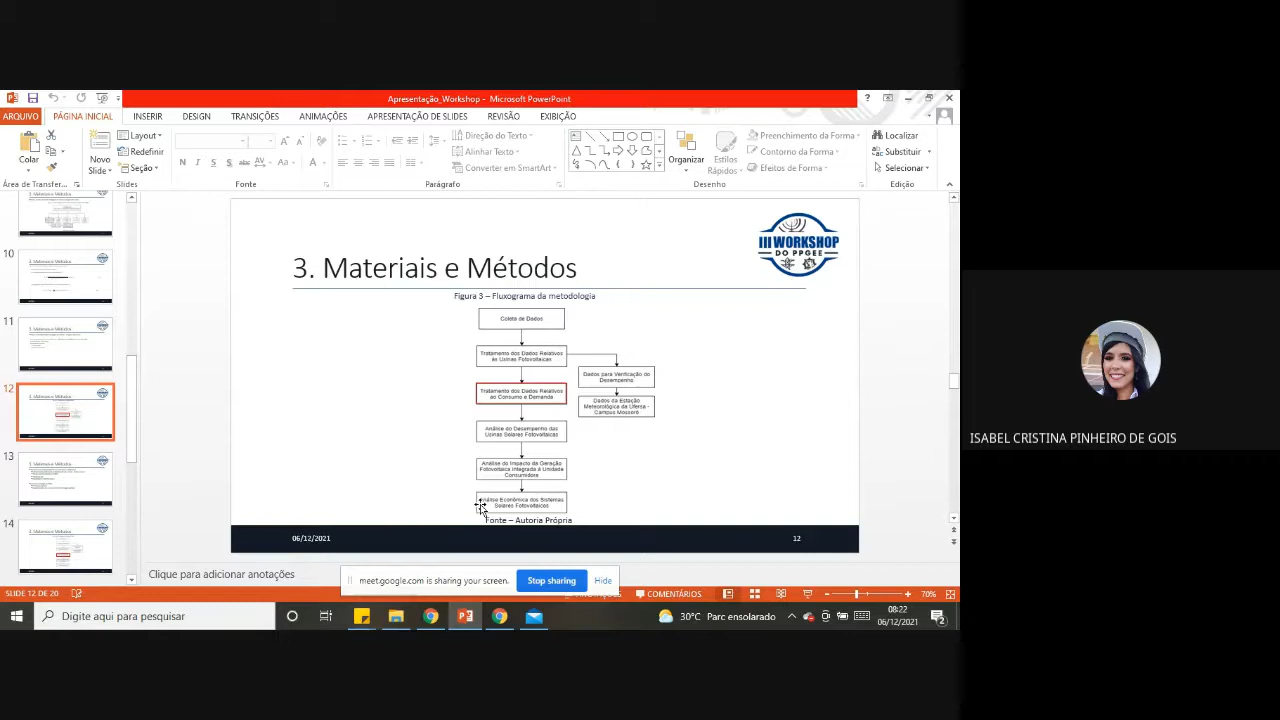 Apresentação_Workshop - Microsoft PowerPoint
ARQUIVO PÁGINA INICIAL INSERIR DESIGN TRANSIÇÕES ANIMAÇÕES APRESENTAÇÃO DE SLIDES REVISÃO EXIBIÇÃO
Colar
Novo
Slide
Layout
Redefinir
Seção
N I S S abc AV Aa A
Direção do Texto
Alinhar Texto
Converter em SmartArt
Organizar
Estilos
Rápidos
Preenchimento da Forma
Contorno da Forma
Efeitos de Forma
Localizar
Substituir
Selecionar
Área de Transfer...
Slides
Fonte
Parágrafo
Desenho
Edição
10
11
12
13
14
3. Materiais e Métodos
III WORKSHOP
DO PPGEE
Figura 3 – Fluxograma da metodologia
Coleta de Dados
Tratamento dos Dados Relativos
às Usinas Fotovoltaicas
Dados para Verificação do
Desempenho
Tratamento dos Dados Relativos
ao Consumo e Demanda
Dados da Estação
Meteorológica da Ufersa -
Campus Mossoró
Análise do Desempenho das
Usinas Solares Fotovoltaicas
Análise do Impacto da Geração
Fotovoltaica Integrada à Unidade
Consumidora
Análise Econômica dos Sistemas
Solares Fotovoltaicos
Fonte – Autoria Própria
06/12/2021
12
Clique para adicionar anotações
meet.google.com is sharing your screen.
Stop sharing
Hide
SLIDE 12 DE 20
COMENTÁRIOS
70%
Digite aqui para pesquisar
30°C Parc ensolarado
08:22
06/12/2021
2
ISABEL CRISTINA PINHEIRO DE GOIS